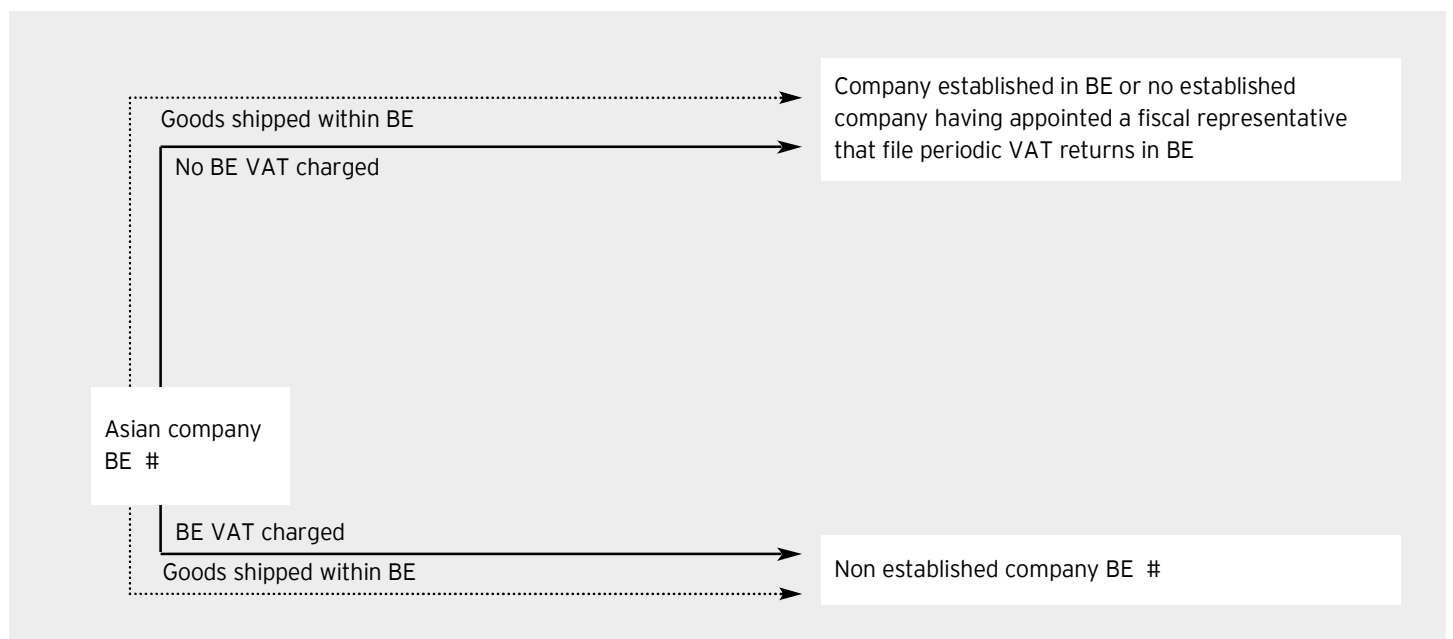 Goods shipped within BE
No BE VAT charged
Company established in BE or no established
company having appointed a fiscal representative
that file periodic VAT returns in BE
Asian company
BE #
BE VAT charged
Goods shipped within BE
Non established company BE #